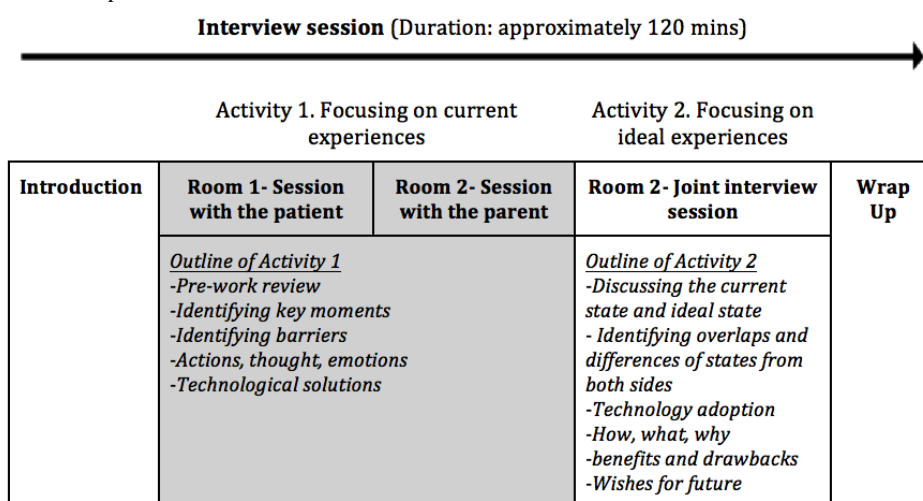 Interview session (Duration: approximately 120 mins)
Activity 1. Focusing on current
experiences
Activity 2. Focusing on
ideal experiences
Introduction
Room 1- Session
with the patient
Room 2- Session
with the parent
Room 2- Joint interview
session
Wrap
Up
Outline of Activity 1
-Pre-work review
-Identifying key moments
-Identifying barriers
-Actions, thought, emotions
-Technological solutions
Outline of Activity 2
-Discussing the current
state and ideal state
- Identifying overlaps and
differences of states from
both sides
-Technology adoption
-How, what, why
-benefits and drawbacks
-Wishes for future